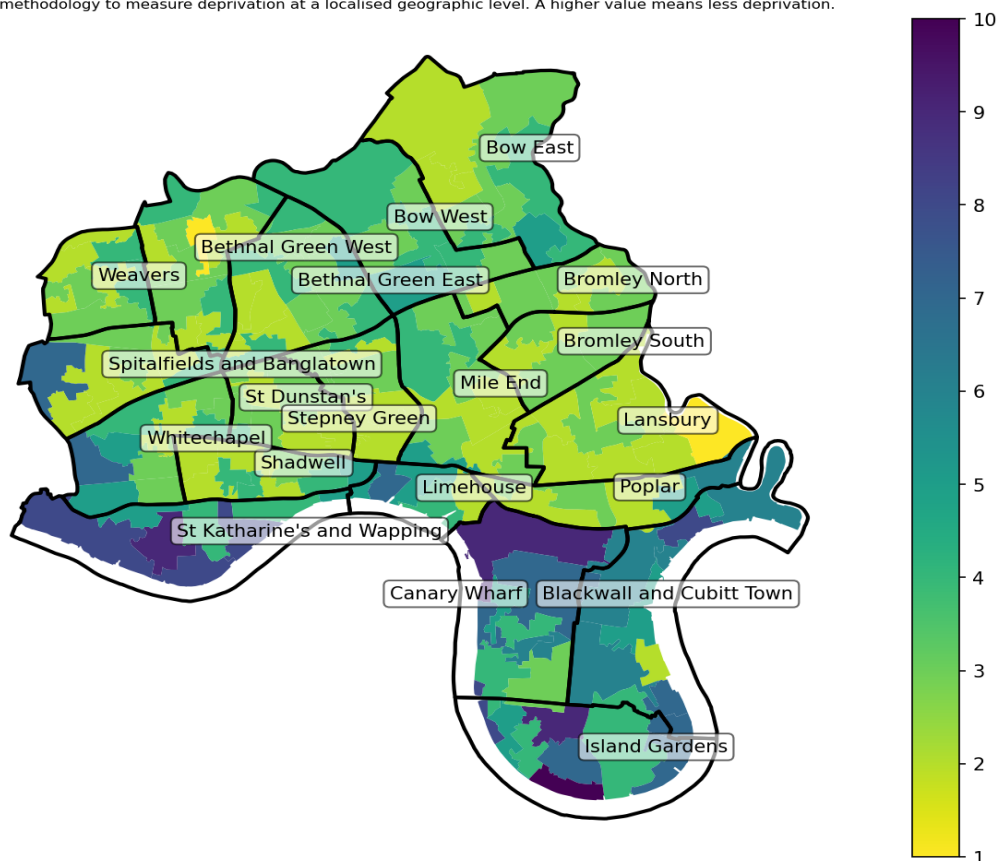 methodology to measure deprivation at a localised geographic level. A higher value means less deprivation.
10
9
8
7
6
5
4
3
2
1
Bow East
Bow West
Bethnal Green West
Weavers
Bethnal Green East
Bromley North
Bromley South
Spitalfields and Banglatown
Mile End
St Dunstan's
Stepney Green
Lansbury
Whitechapel
Shadwell
Limehouse
Poplar
St Katharine's and Wapping
Canary Wharf
Blackwall and Cubitt Town
Island Gardens